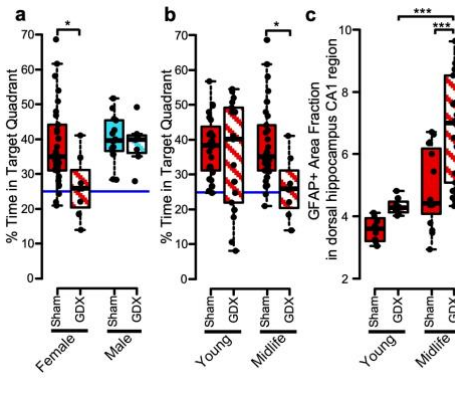 a
*
% Time in Target Quadrant
70
60
50
40
30
20
10
0
Sham
GDX
Sham
GDX
Female
Male
b
*
% Time in Target Quadrant
70
60
50
40
30
20
10
0
Sham
GDX
Sham
GDX
Young
Midlife
c
***
***
GFAP+ Area Fraction
in dorsal hippocampus CA1 region
10
8
6
4
2
Sham
GDX
Sham
GDX
Young
Midlife